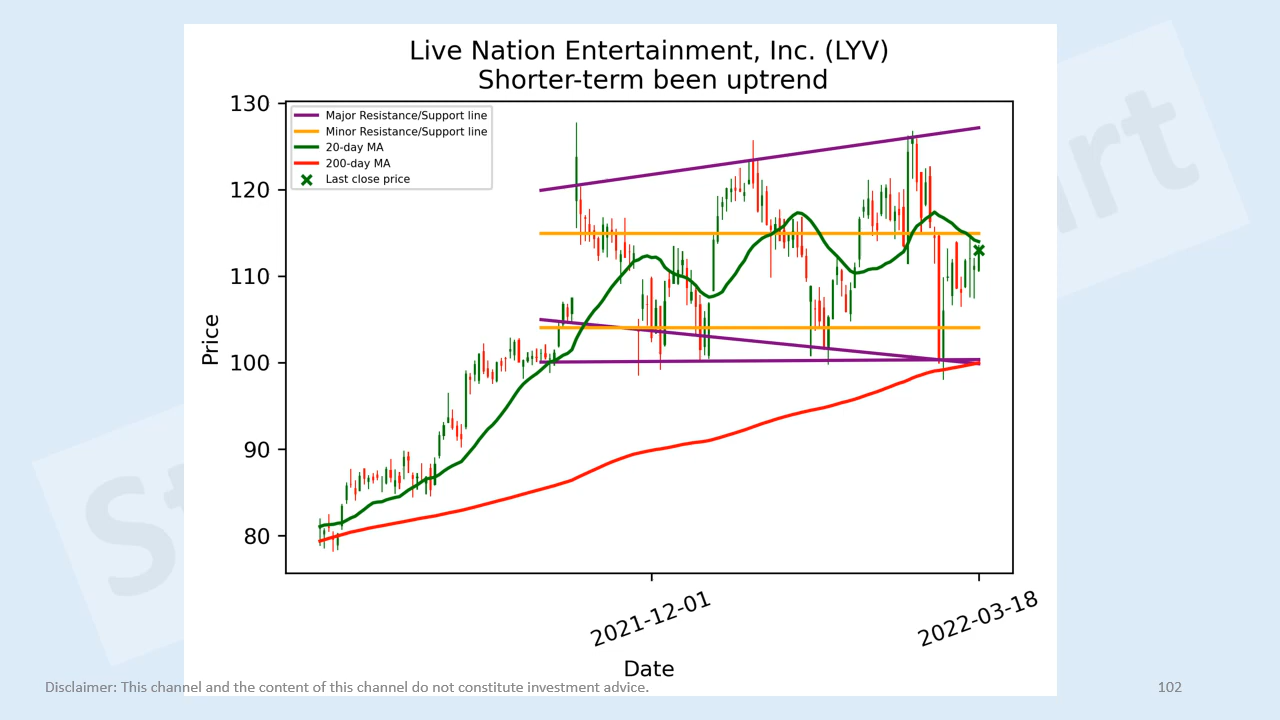 Live Nation Entertainment, Inc. (LYV)
Shorter-term been uptrend
Major Resistance/Support line
Minor Resistance/Support line
20-day MA
200-day MA
Last close price
130
120
110
100
90
80
Price
2021-12-01
2022-03-18
Date
Disclaimer: This channel and the content of this channel do not constitute investment advice.
102